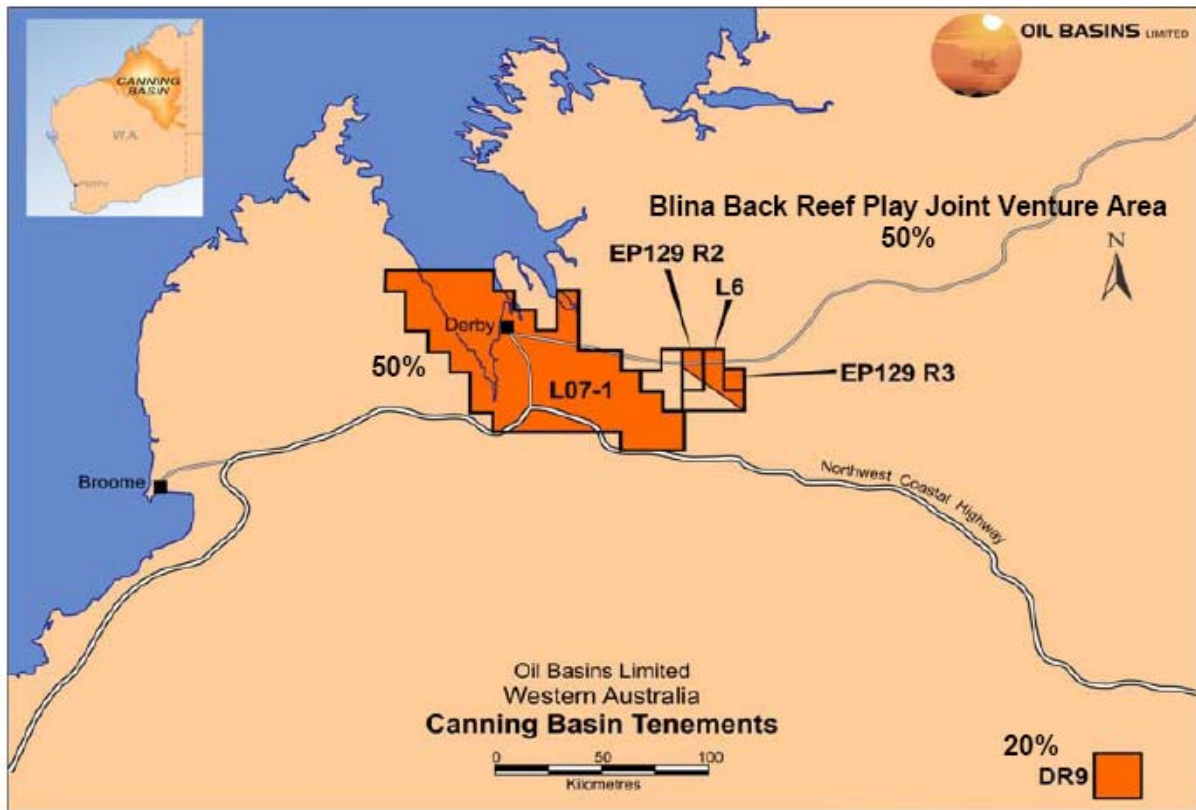 CANNING
BASIN
W.A.
PERTH
OIL BASINS LIMITED
Blina Back Reef Play Joint Venture Area
50%
N
EP129 R2
L6
EP129 R3
Derby
50%
L07-1
Broome
Northwest Coastal Highway
Oil Basins Limited
Western Australia
Canning Basin Tenements
0 50 100
Kilometres
20%
DR9